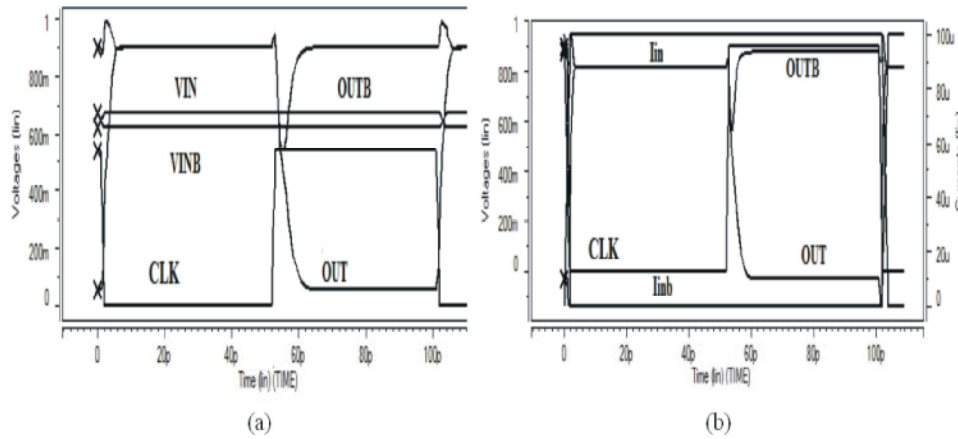 (a)
Voltages (lin)
1
800m
600m
400m
200m
0
VIN
OUTB
VINB
CLK
OUT
0
20p
40p
60p
80p
100p
Time (lin) (TIME)
(a)
(b)
Voltages (lin)
1
800m
600m
400m
200m
0
Iin
OUTB
CLK
OUT
Iinb
100u
80u
60u
40u
20u
0
0
20p
40p
60p
80p
100p
Time (lin) (TIME)
(b)